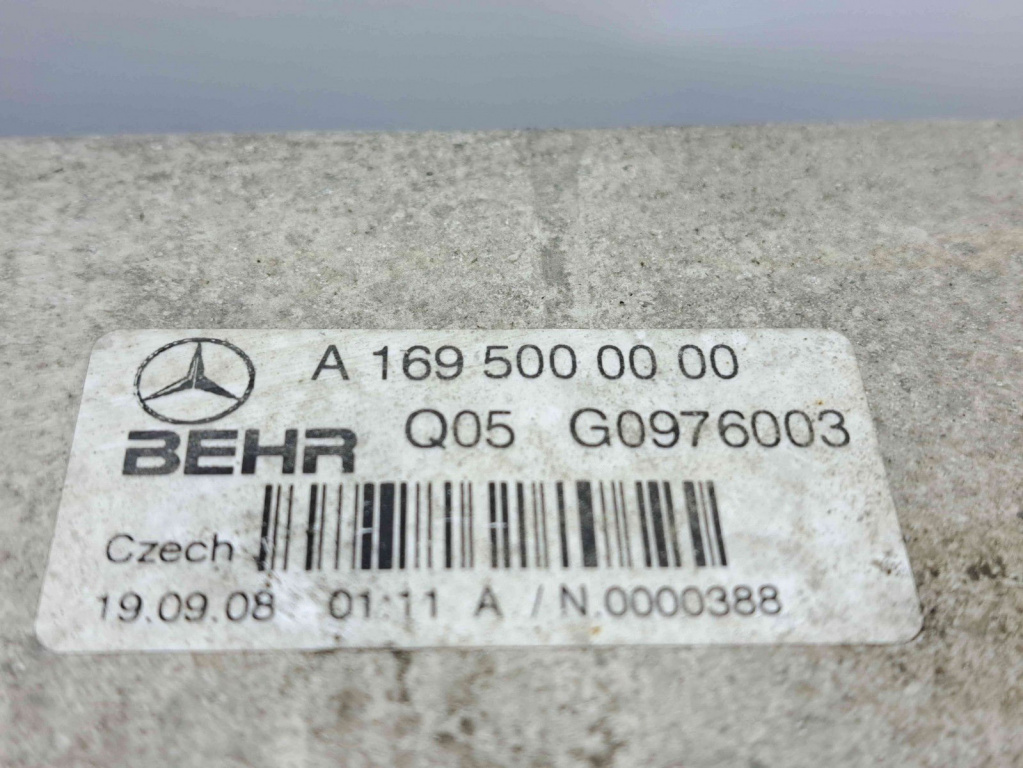 A 169 500 00 00
BEHR Q05 G0976003
Czech
19.09.08 01:11 A / N.0000388